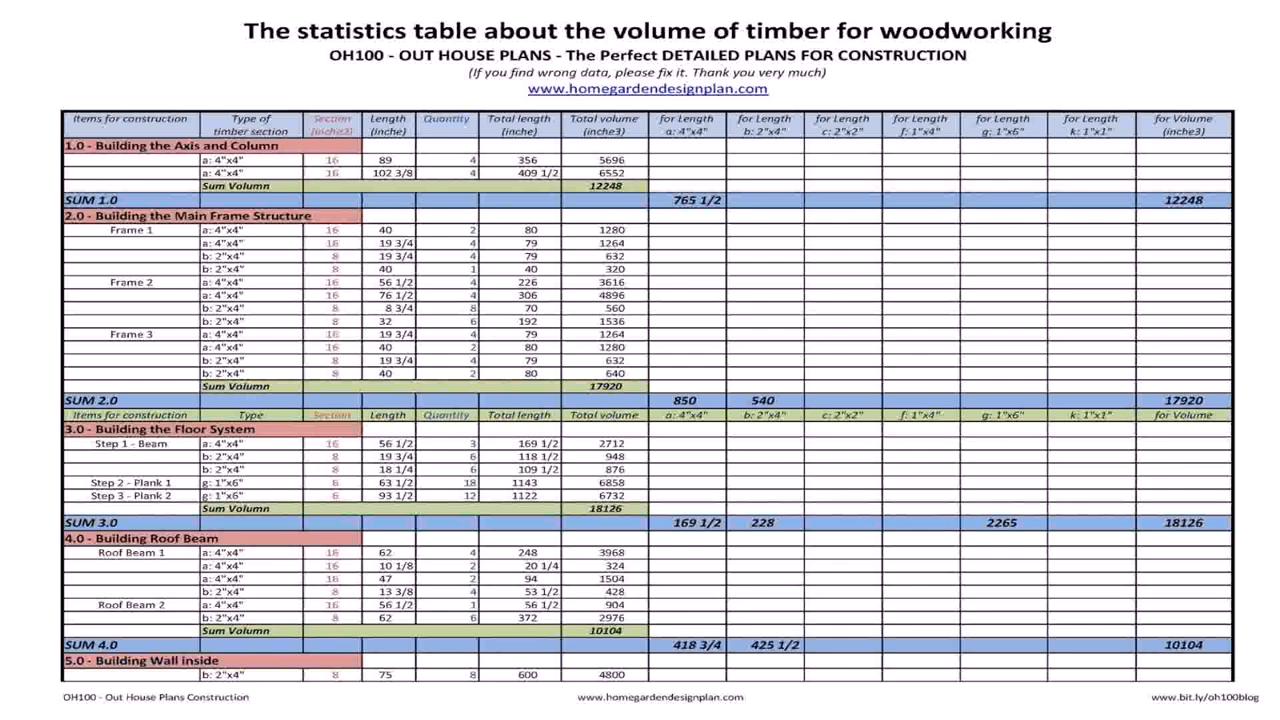 The statistics table about the volume of timber for woodworking
OH100 - OUT HOUSE PLANS - The Perfect DETAILED PLANS FOR CONSTRUCTION
(If you find wrong data, please fix it. Thank you very much)
www.homegardendesignplan.com
Items for construction Type of timber section Section (inche2) Length (inche) Quantity Total length (inche) Total volume (inche3) for Length a: 4"x4" for Length b: 2"x4" for Length c: 2"x2" for Length f: 1"x4" for Length g: 1"x6" for Length k: 1"x1" for Volume (inche3)
1.0 - Building the Axis and Column
a: 4"x4" 16 89 4 356 5696
a: 4"x4" 16 102 3/8 4 409 1/2 6552
Sum Volumn 12248
SUM 1.0 765 1/2 12248
2.0 - Building the Main Frame Structure
Frame 1 a: 4"x4" 16 40 2 80 1280
a: 4"x4" 16 19 3/4 4 79 1264
b: 2"x4" 8 19 3/4 4 79 632
b: 2"x4" 8 40 1 40 320
Frame 2 a: 4"x4" 16 56 1/2 4 226 3616
a: 4"x4" 16 76 1/2 4 306 4896
b: 2"x4" 8 8 3/4 8 70 560
b: 2"x4" 8 32 6 192 1536
Frame 3 a: 4"x4" 16 19 3/4 4 79 1264
a: 4"x4" 16 40 2 80 1280
b: 2"x4" 8 19 3/4 4 79 632
b: 2"x4" 8 40 2 80 640
Sum Volumn 17920
SUM 2.0 850 540 17920
Items for construction Type Section Length Quantity Total length Total volume a: 4"x4" b: 2"x4" c: 2"x2" f: 1"x4" g: 1"x6" k: 1"x1" for Volume
3.0 - Building the Floor System
Step 1 - Beam a: 4"x4" 16 56 1/2 3 169 1/2 2712
b: 2"x4" 8 19 3/4 6 118 1/2 948
b: 2"x4" 8 18 1/4 6 109 1/2 876
Step 2 - Plank 1 g: 1"x6" 6 63 1/2 18 1143 6858
Step 3 - Plank 2 g: 1"x6" 6 93 1/2 12 1122 6732
Sum Volumn 18126
SUM 3.0 169 1/2 228 2265 18126
4.0 - Building Roof Beam
Roof Beam 1 a: 4"x4" 16 62 4 248 3968
a: 4"x4" 16 10 1/8 2 20 1/4 324
a: 4"x4" 16 47 2 94 1504
b: 2"x4" 8 13 3/8 4 53 1/2 428
Roof Beam 2 a: 4"x4" 16 56 1/2 1 56 1/2 904
b: 2"x4" 8 62 6 372 2976
Sum Volumn 10104
SUM 4.0 418 3/4 425 1/2 10104
5.0 - Building Wall inside
b: 2"x4" 8 75 8 600 4800
OH100 - Out House Plans Construction www.homegardendesignplan.com www.bit.ly/oh100blog